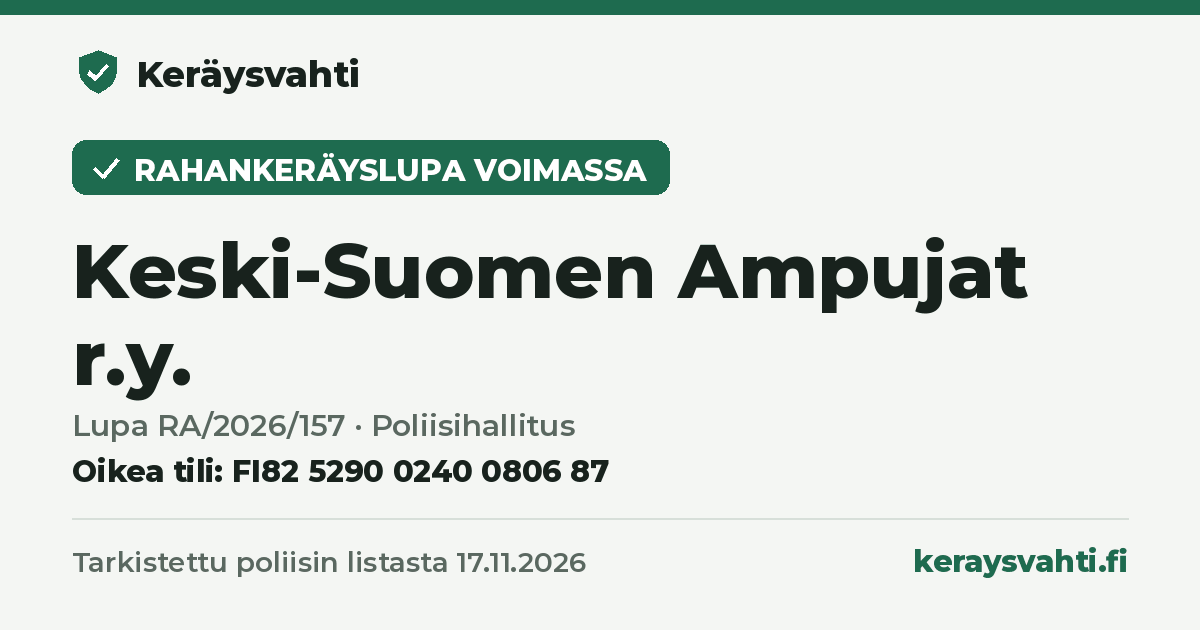 Keräysvahti
RAHANKERÄYSLUPA VOIMASSA
Keski-Suomen Ampujat
r.y.
Lupa RA/2026/157 · Poliisihallitus
Oikea tili: FI82 5290 0240 0806 87
Tarkistettu poliisin listasta 17.11.2026
keraysvahti.fi